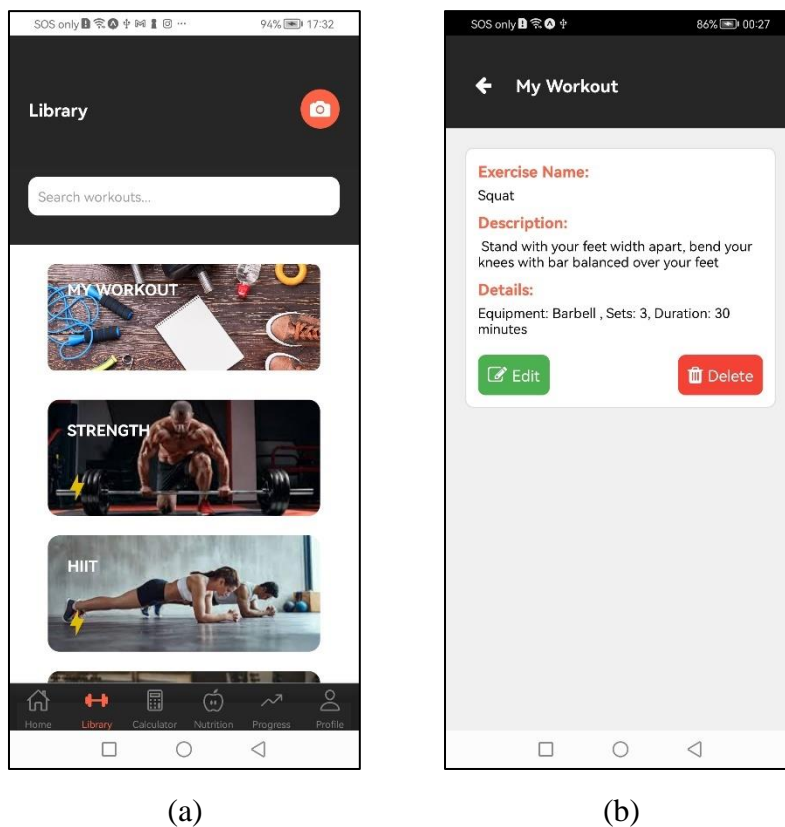 SOS only 94% 17:32
Library
Search workouts...
MY WORKOUT
STRENGTH
HIIT
Home Library Calculator Nutrition Progress Profile
(a)
SOS only 86% 00:27
My Workout
Exercise Name:
Squat
Description:
Stand with your feet width apart, bend your
knees with bar balanced over your feet
Details:
Equipment: Barbell , Sets: 3, Duration: 30
minutes
Edit Delete
(b)